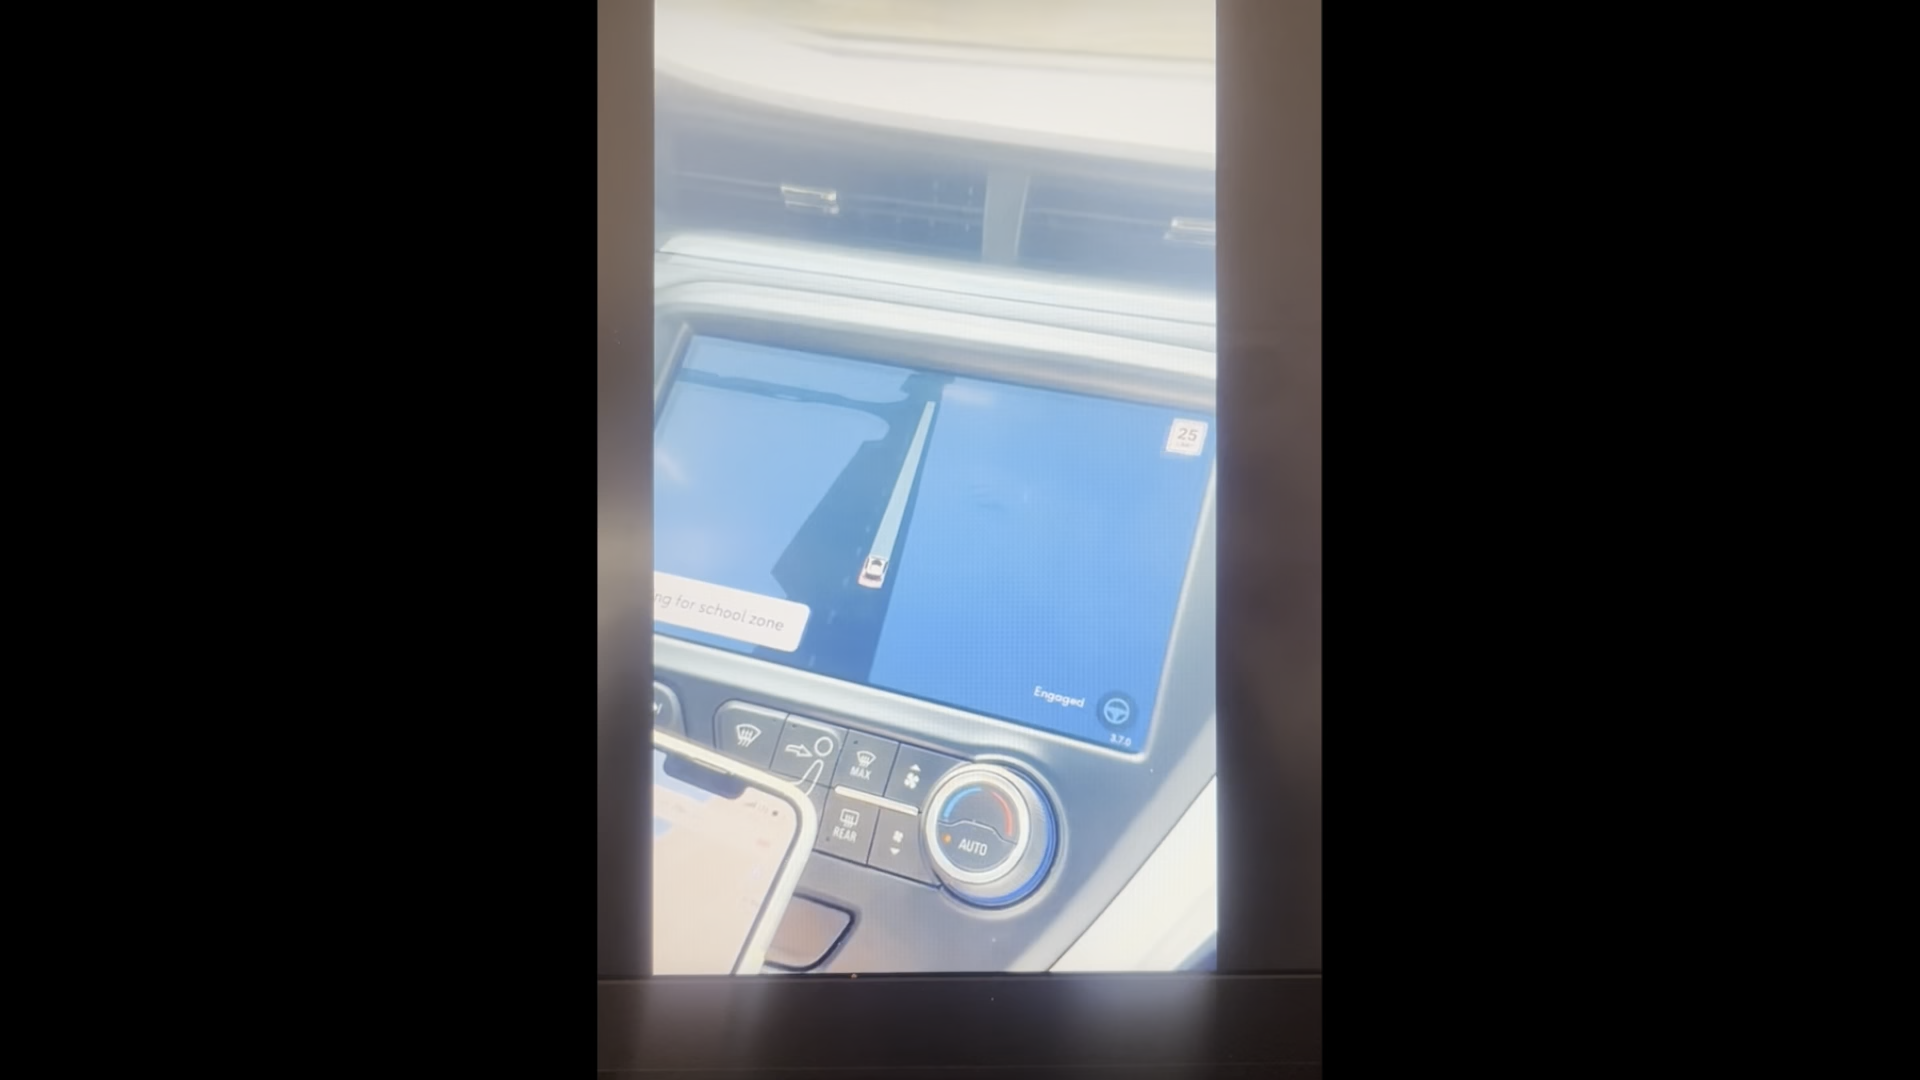 25
ng for school zone
Engaged
3.7.0
MAX
REAR
AUTO